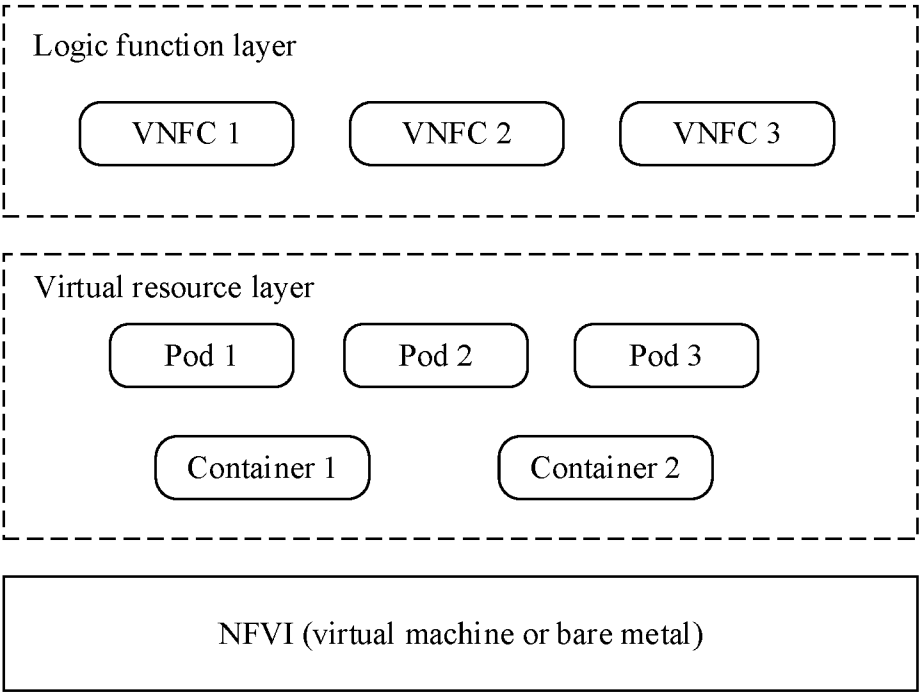 Logic function layer
VNFC 1
VNFC 2
VNFC 3
Virtual resource layer
Pod 1
Pod 2
Pod 3
Container 1
Container 2
NFVI (virtual machine or bare metal)